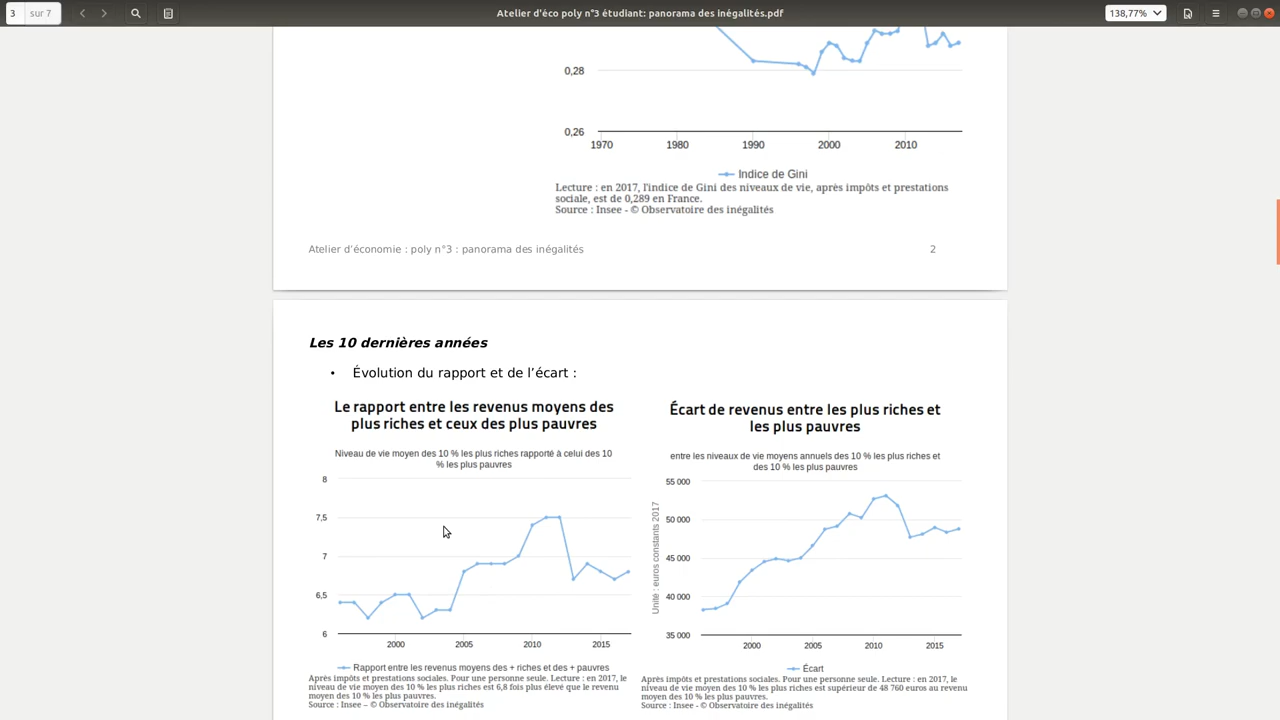 3 sur 7
Atelier d'éco poly n°3 étudiant: panorama des inégalités.pdf
138,77%
0,28
0,26
1970 1980 1990 2000 2010
Indice de Gini
Lecture : en 2017, l'indice de Gini des niveaux de vie, après impôts et prestations
sociale, est de 0,289 en France.
Source : Insee - © Observatoire des inégalités
Atelier d’économie : poly n°3 : panorama des inégalités 2
Les 10 dernières années
• Évolution du rapport et de l’écart :
Le rapport entre les revenus moyens des
plus riches et ceux des plus pauvres
Niveau de vie moyen des 10 % les plus riches rapporté à celui des 10
% les plus pauvres
8
7,5
7
6,5
6
2000 2005 2010 2015
Rapport entre les revenus moyens des + riches et des + pauvres
Après impôts et prestations sociales. Pour une personne seule. Lecture : en 2017, le
niveau de vie moyen des 10 % les plus riches est 6,8 fois plus élevé que le revenu
moyen des 10 % les plus pauvres.
Source : Insee – © Observatoire des inégalités
Écart de revenus entre les plus riches et
les plus pauvres
entre les niveaux de vie moyens annuels des 10 % les plus riches et
des 10 % les plus pauvres
Unité : euros constants 2017
55 000
50 000
45 000
40 000
35 000
2000 2005 2010 2015
Écart
Après impôts et prestations sociales. Pour une personne seule. Lecture : en 2017, le
niveau de vie moyen des 10 % les plus riches est supérieur de 48 760 euros au revenu
moyen des 10 % les plus pauvres.
Source : Insee - © Observatoire des inégalités